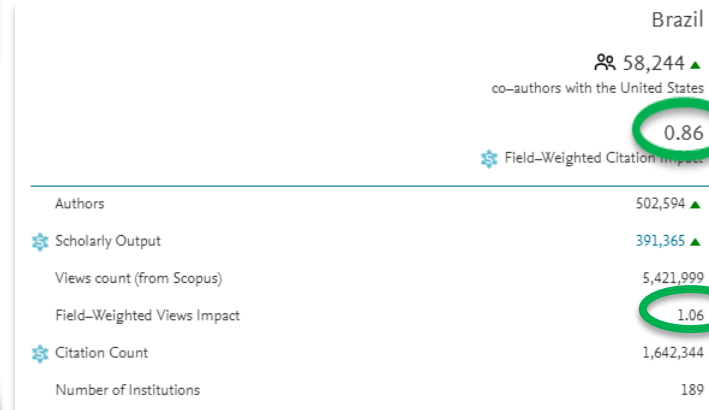 Brazil
58,244
co-authors with the United States
0.86
Field-Weighted Citation Impact
Authors 502,594
Scholarly Output 391,365
Views count (from Scopus) 5,421,999
Field-Weighted Views Impact 1.06
Citation Count 1,642,344
Number of Institutions 189